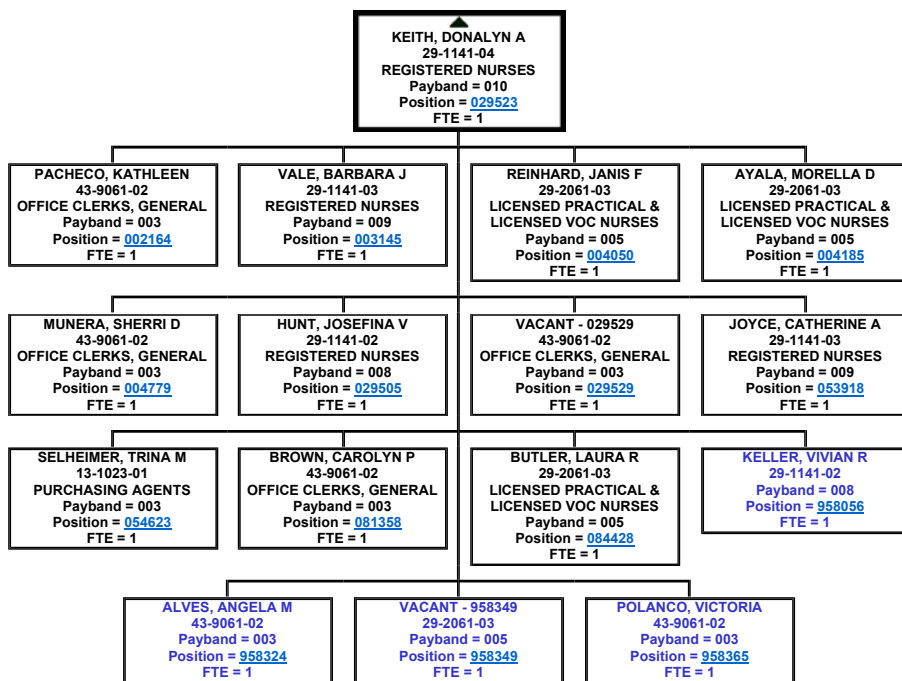 KEITH, DONALYN A
29-1141-04
REGISTERED NURSES
Payband = 010
Position = 029523
FTE = 1
PACHECO, KATHLEEN
43-9061-02
OFFICE CLERKS, GENERAL
Payband = 003
Position = 002164
FTE = 1
VALE, BARBARA J
29-1141-03
REGISTERED NURSES
Payband = 009
Position = 003145
FTE = 1
REINHARD, JANIS F
29-2061-03
LICENSED PRACTICAL &
LICENSED VOC NURSES
Payband = 005
Position = 004050
FTE = 1
AYALA, MORELLA D
29-2061-03
LICENSED PRACTICAL &
LICENSED VOC NURSES
Payband = 005
Position = 004185
FTE = 1
MUNERA, SHERRI D
43-9061-02
OFFICE CLERKS, GENERAL
Payband = 003
Position = 004779
FTE = 1
HUNT, JOSEFINA V
29-1141-02
REGISTERED NURSES
Payband = 008
Position = 029505
FTE = 1
VACANT - 029529
43-9061-02
OFFICE CLERKS, GENERAL
Payband = 003
Position = 029529
FTE = 1
JOYCE, CATHERINE A
29-1141-03
REGISTERED NURSES
Payband = 009
Position = 053918
FTE = 1
SELHEIMER, TRINA M
13-1023-01
PURCHASING AGENTS
Payband = 003
Position = 054623
FTE = 1
BROWN, CAROLYN P
43-9061-02
OFFICE CLERKS, GENERAL
Payband = 003
Position = 081358
FTE = 1
BUTLER, LAURA R
29-2061-03
LICENSED PRACTICAL &
LICENSED VOC NURSES
Payband = 005
Position = 084428
FTE = 1
KELLER, VIVIAN R
29-1141-02
Payband = 008
Position = 958056
FTE = 1
ALVES, ANGELA M
43-9061-02
Payband = 003
Position = 958324
FTE = 1
VACANT - 958349
29-2061-03
Payband = 005
Position = 958349
FTE = 1
POLANCO, VICTORIA
43-9061-02
Payband = 003
Position = 958365
FTE = 1